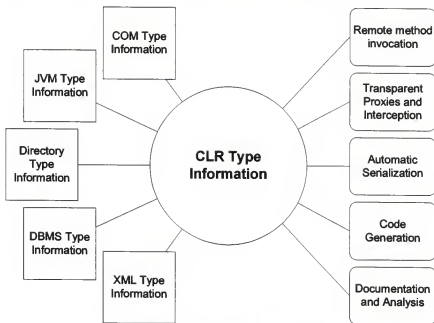 COM Type
Information
JVM Type
Information
Directory
Type
Information
DBMS Type
Information
XML Type
Information
CLR Type
Information
Remote method
invocation
Transparent
Proxies and
Interception
Automatic
Serialization
Code
Generation
Documentation
and Analysis